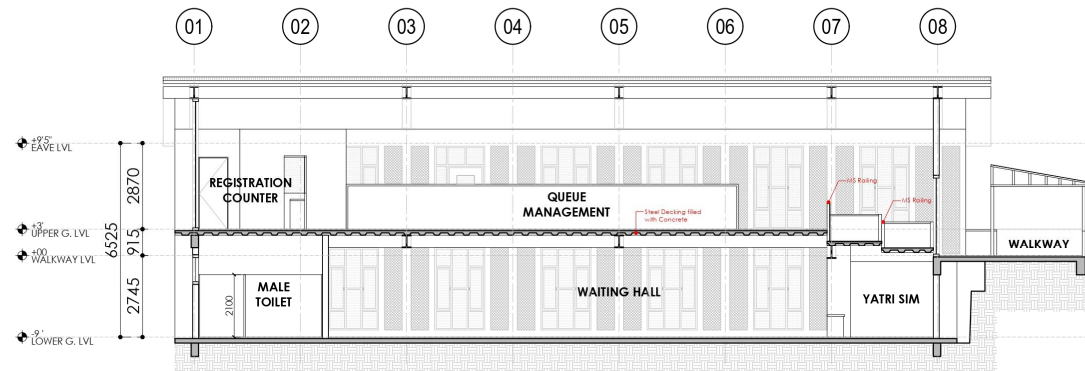 01 02 03 04 05 06 07 08
+9'5"
EAVE LVL
+3'
UPPER G. LVL
+00
WALKWAY LVL
-9'
LOWER G. LVL
6525
2870
915
2745
REGISTRATION
COUNTER
QUEUE
MANAGEMENT
Steel Decking filled
with Concrete
MS Railing
MS Railing
WALKWAY
MALE
TOILET
2100
WAITING HALL
YATRI SIM